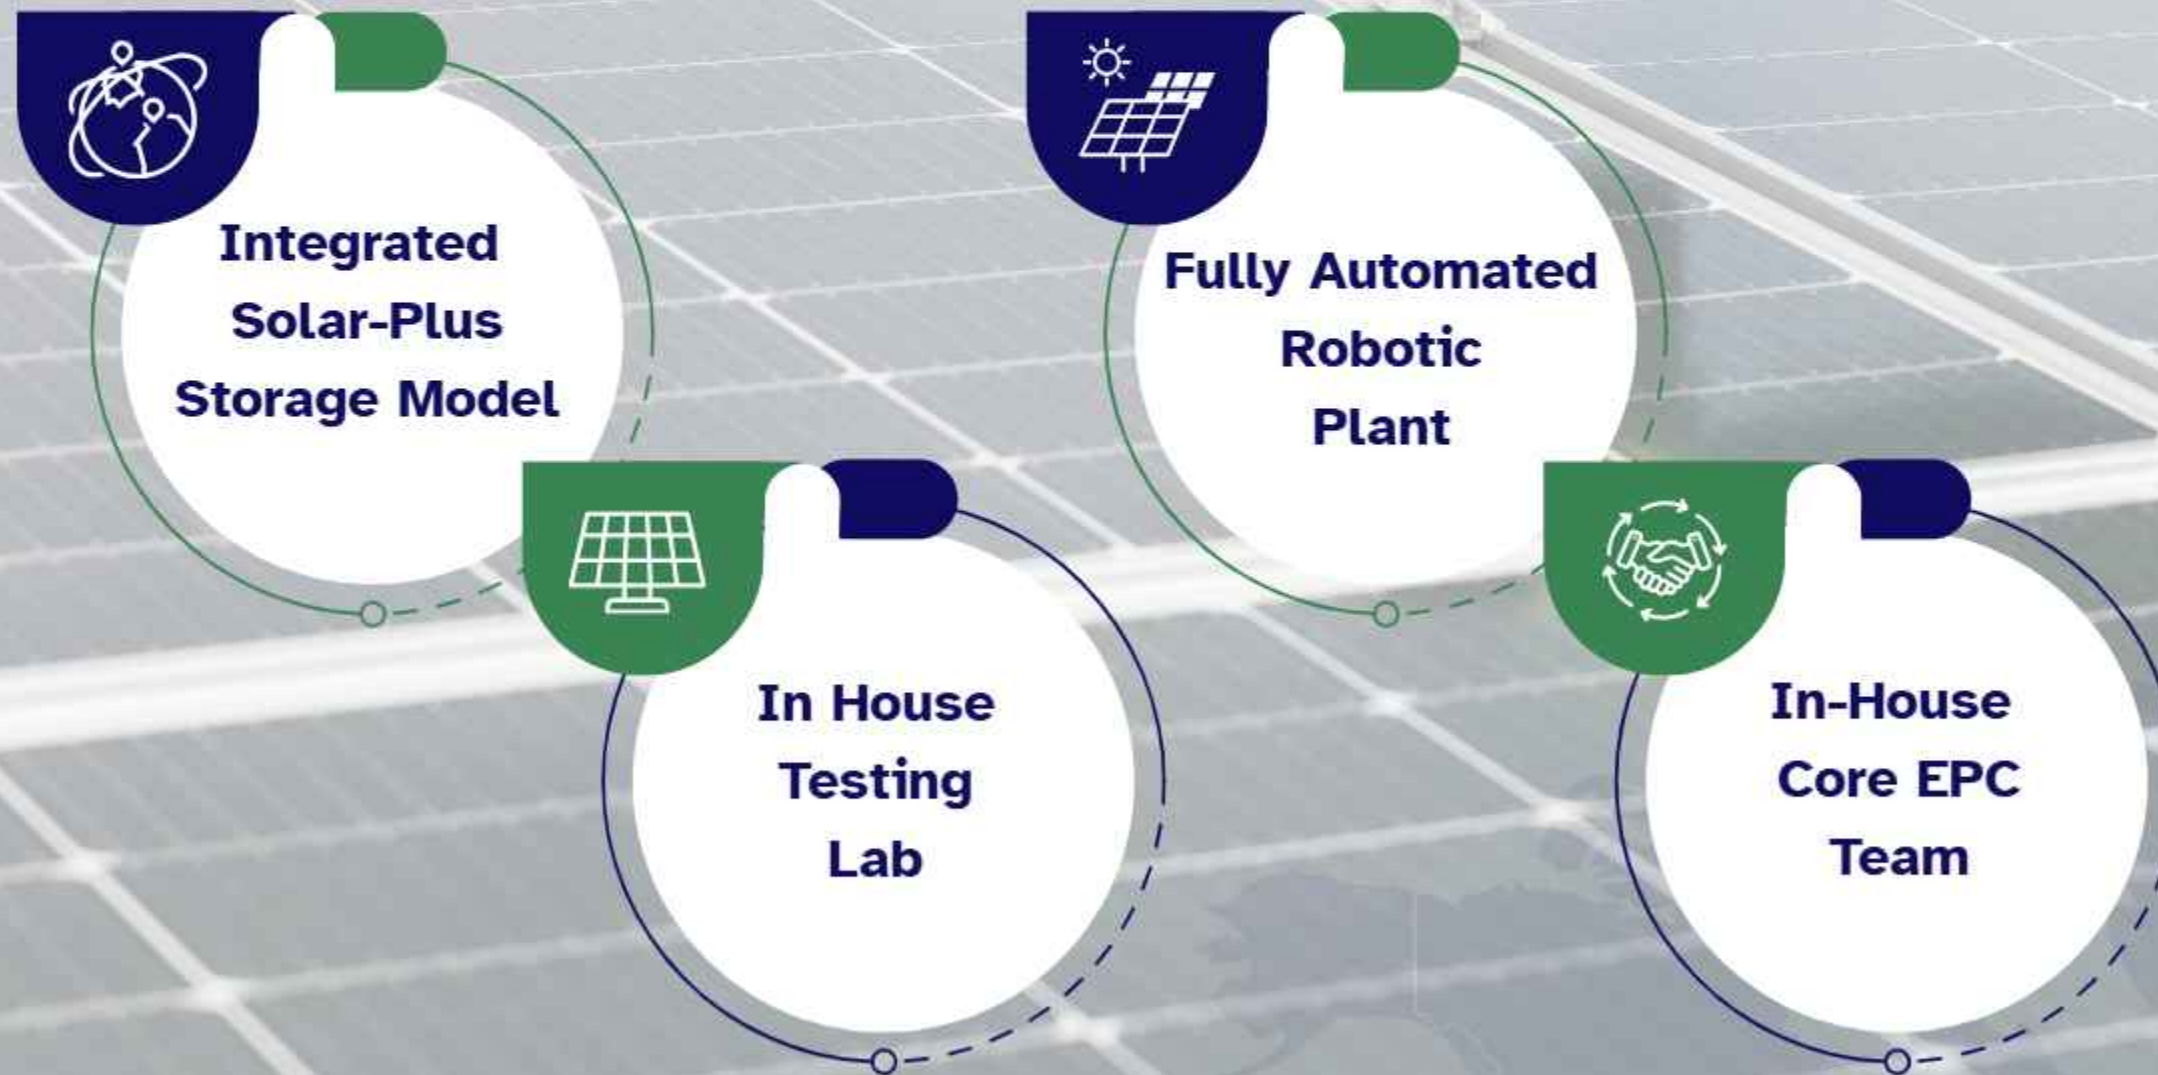 Integrated
Solar-Plus
Storage Model
Fully Automated
Robotic
Plant
In House
Testing
Lab
In-House
Core EPC
Team